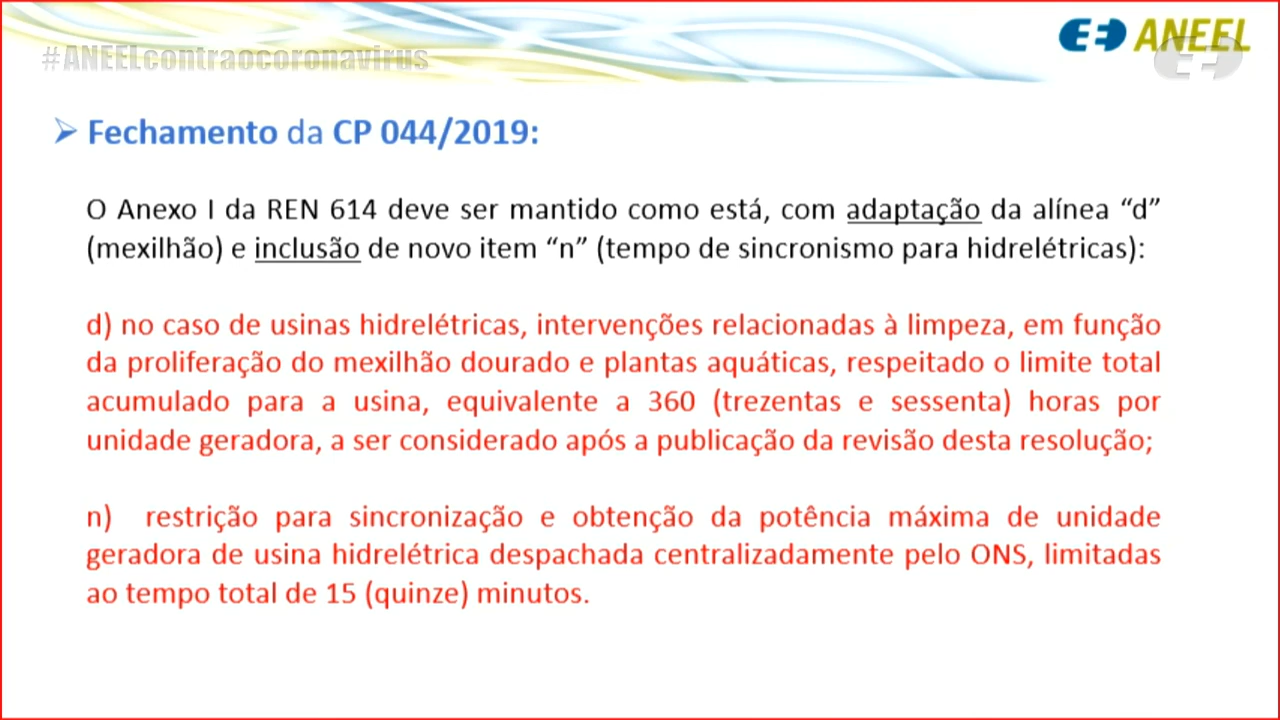 #ANEELcontraocoronavirus
ANEEL
Fechamento da CP 044/2019:
O Anexo I da REN 614 deve ser mantido como está, com adaptação da alínea “d”
(mexilhão) e inclusão de novo item “n” (tempo de sincronismo para hidrelétricas):
d) no caso de usinas hidrelétricas, intervenções relacionadas à limpeza, em função
da proliferação do mexilhão dourado e plantas aquáticas, respeitado o limite total
acumulado para a usina, equivalente a 360 (trezentas e sessenta) horas por
unidade geradora, a ser considerado após a publicação da revisão desta resolução;
n) restrição para sincronização e obtenção da potência máxima de unidade
geradora de usina hidrelétrica despachada centralizadamente pelo ONS, limitadas
ao tempo total de 15 (quinze) minutos.